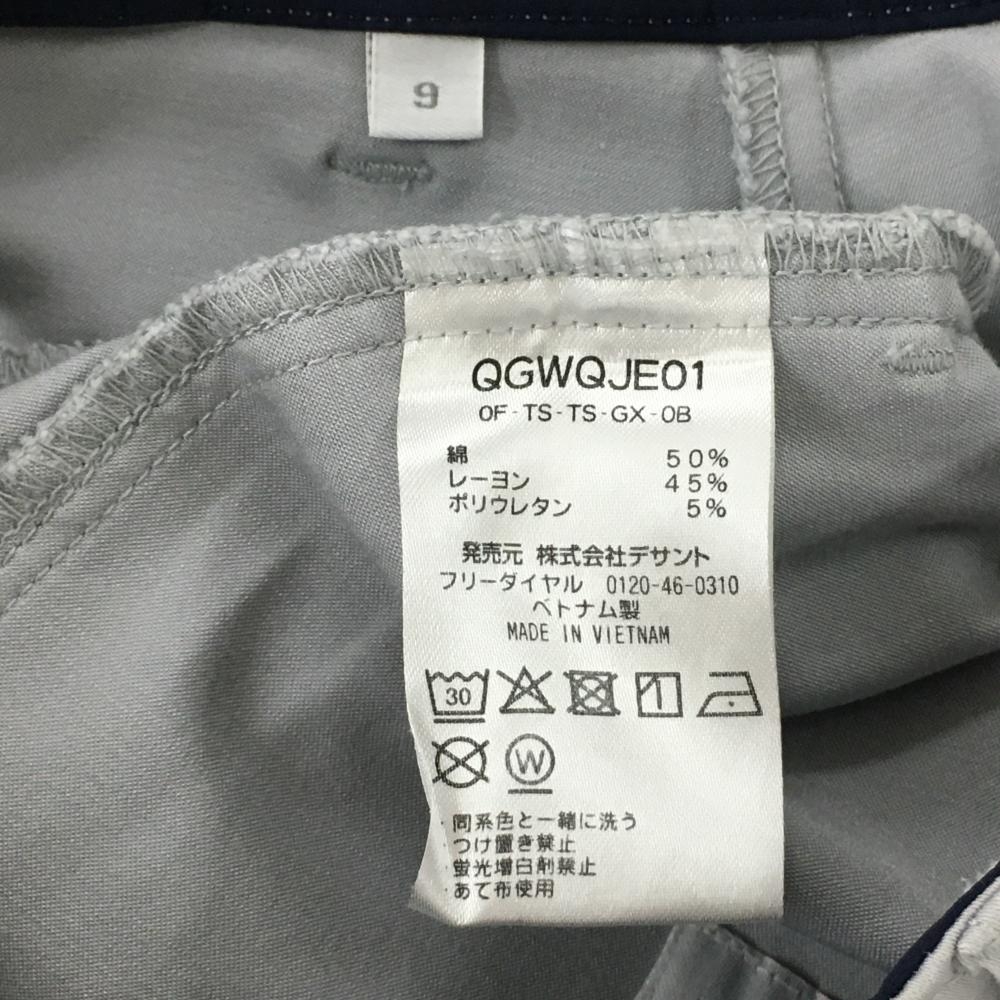 9
QGWQJE01
OF-TS-TS-GX-OB
綿 50%
レーヨン 45%
ポリウレタン 5%
発売元 株式会社デサント
フリーダイヤル 0120-46-0310
ベトナム製
MADE IN VIETNAM
30
W
・同系色と一緒に洗う
・つけ置き禁止
・蛍光増白剤禁止
・あて布使用